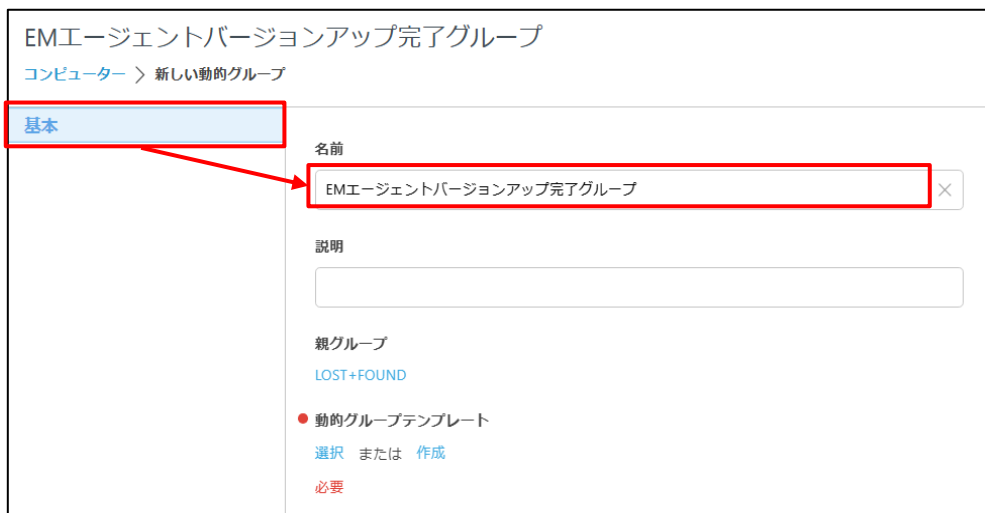 EMエージェントバージョンアップ完了グループ
コンピューター > 新しい動的グループ
基本
名前
EMエージェントバージョンアップ完了グループ
説明
親グループ
LOST+FOUND
動的グループテンプレート
選択 または 作成
必要